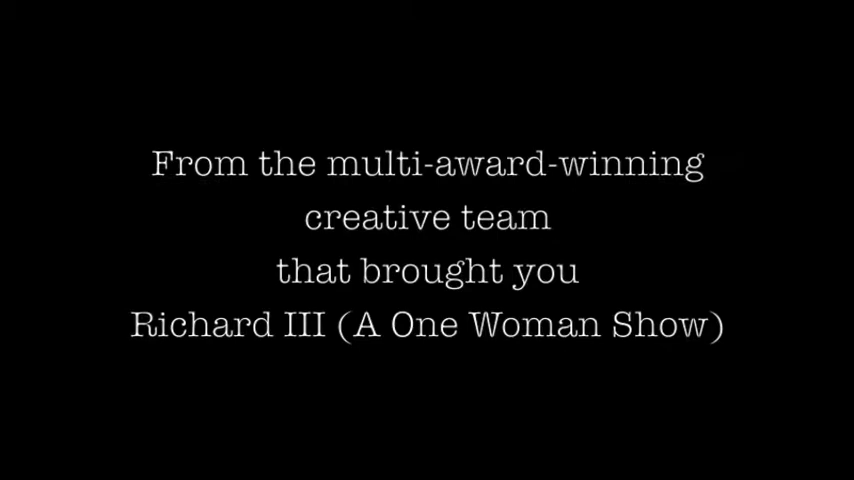 From the multi-award-winning
creative team
that brought you
Richard III (A One Woman Show)